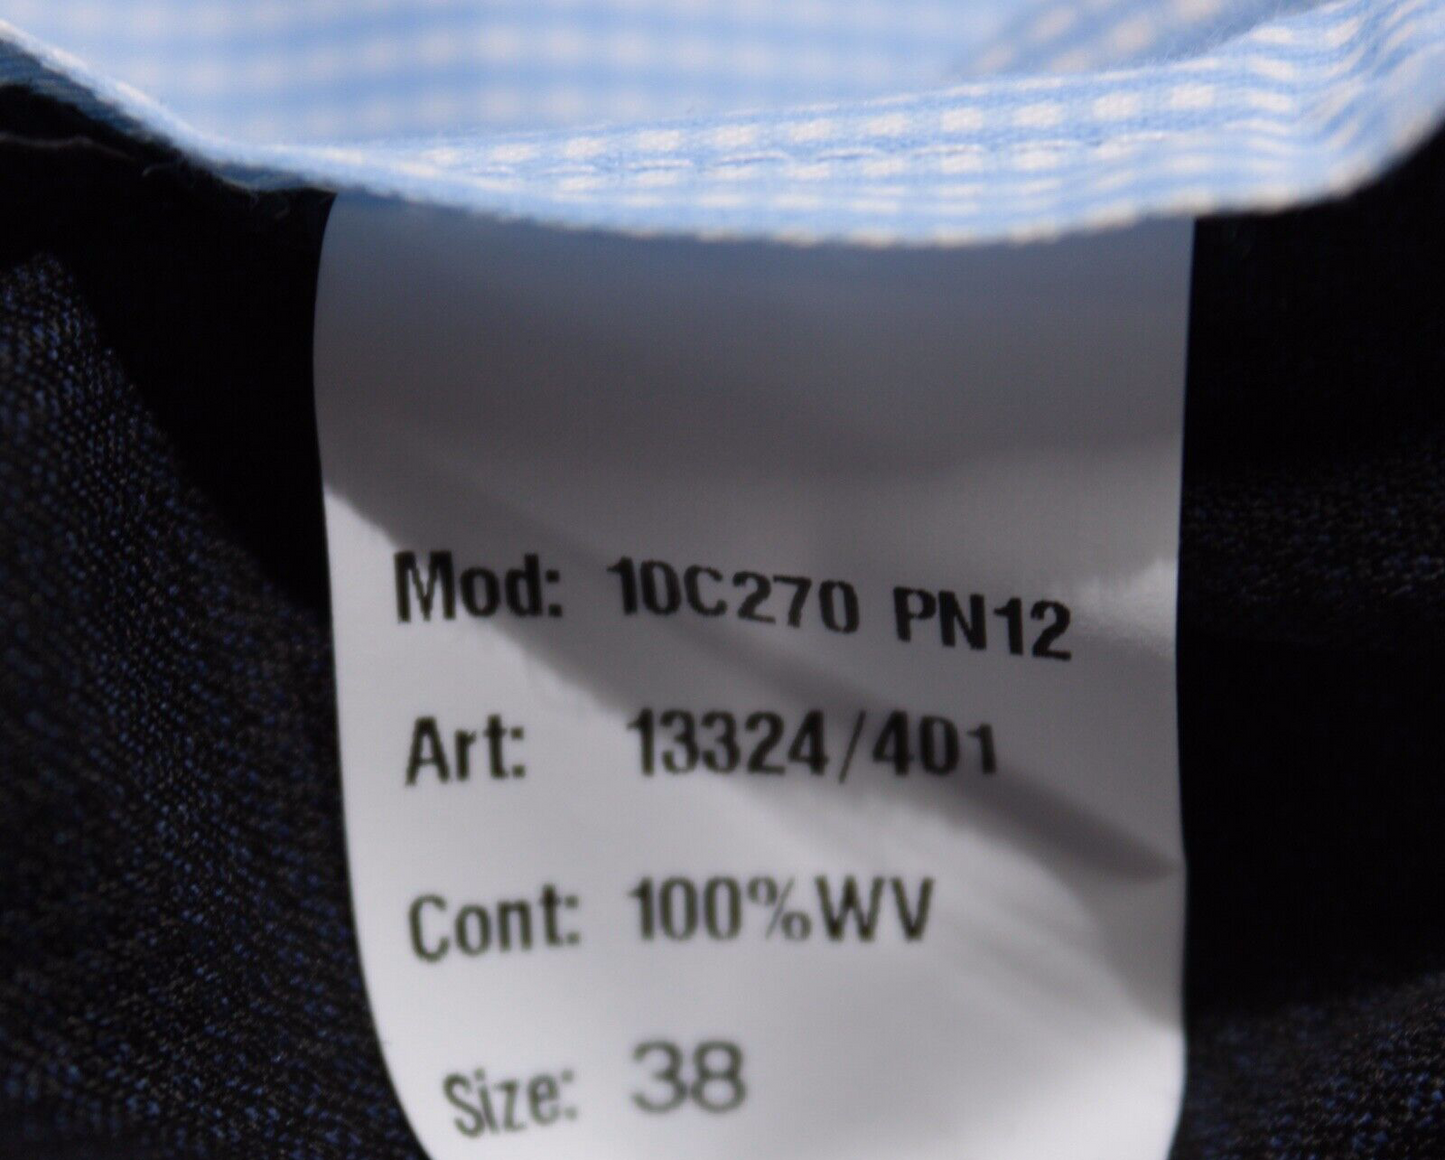 Mod: 10C270 PN12
Art: 13324/401
Cont: 100%WV
Size: 38